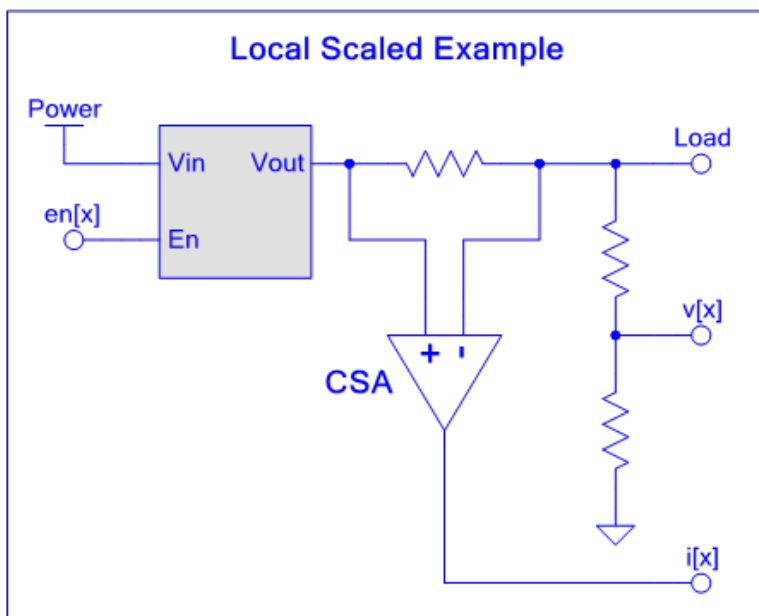 Local Scaled Example
Power
Load
Vin
Vout
en[x]
En
v[x]
+ -
CSA
i[x]